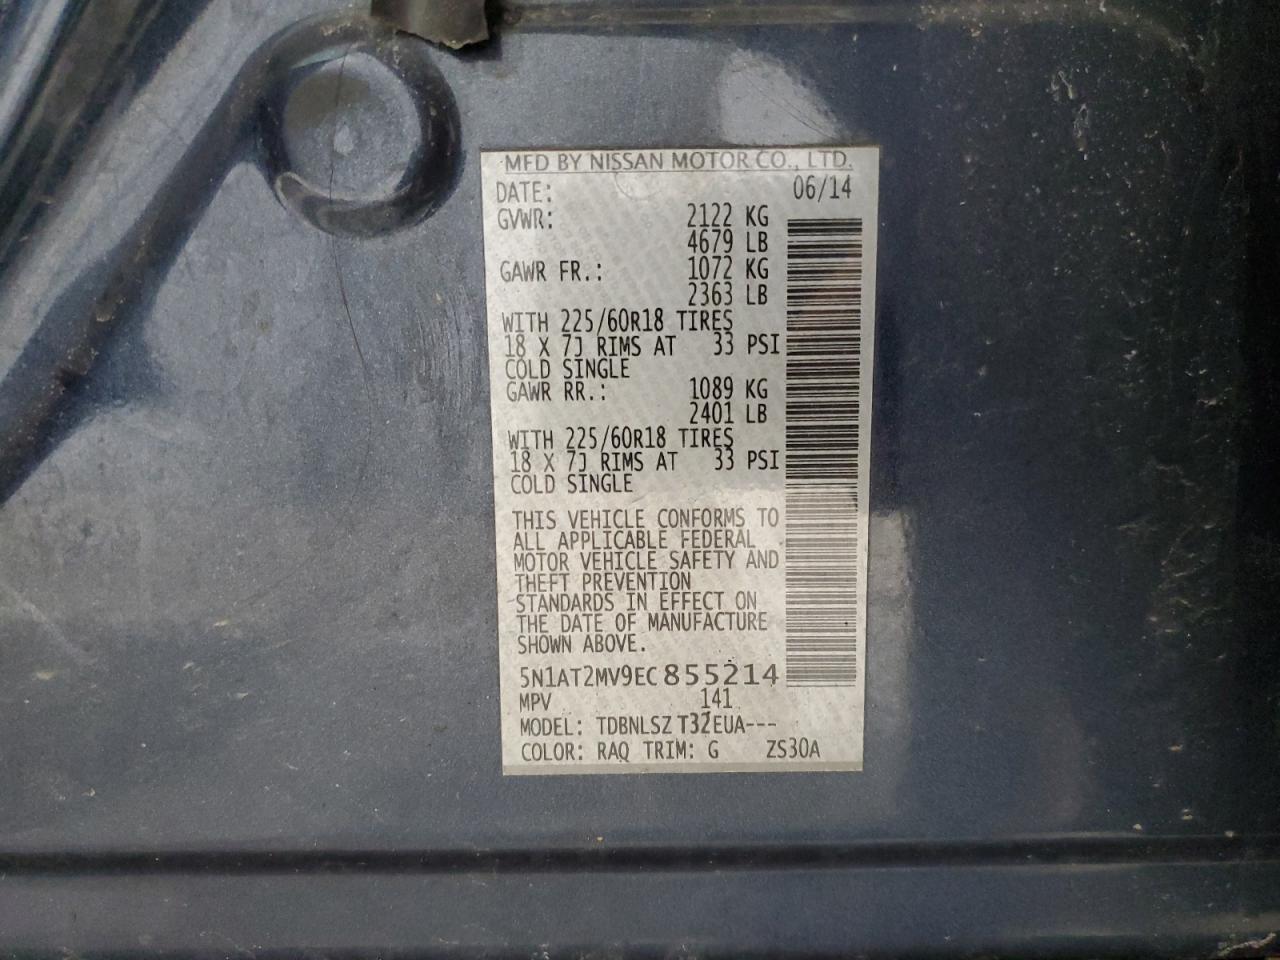 MFD BY NISSAN MOTOR CO., LTD.
DATE: 06/14
GVWR: 2122 KG
4679 LB
GAWR FR.: 1072 KG
2363 LB
WITH 225/60R18 TIRES
18 X 7J RIMS AT 33 PSI
COLD SINGLE
GAWR RR.: 1089 KG
2401 LB
WITH 225/60R18 TIRES
18 X 7J RIMS AT 33 PSI
COLD SINGLE
THIS VEHICLE CONFORMS TO
ALL APPLICABLE FEDERAL
MOTOR VEHICLE SAFETY AND
THEFT PREVENTION
STANDARDS IN EFFECT ON
THE DATE OF MANUFACTURE
SHOWN ABOVE.
5N1AT2MV9EC855214
MPV 141
MODEL: TDBNLSZ T32EUA---
COLOR: RAQ TRIM: G ZS30A